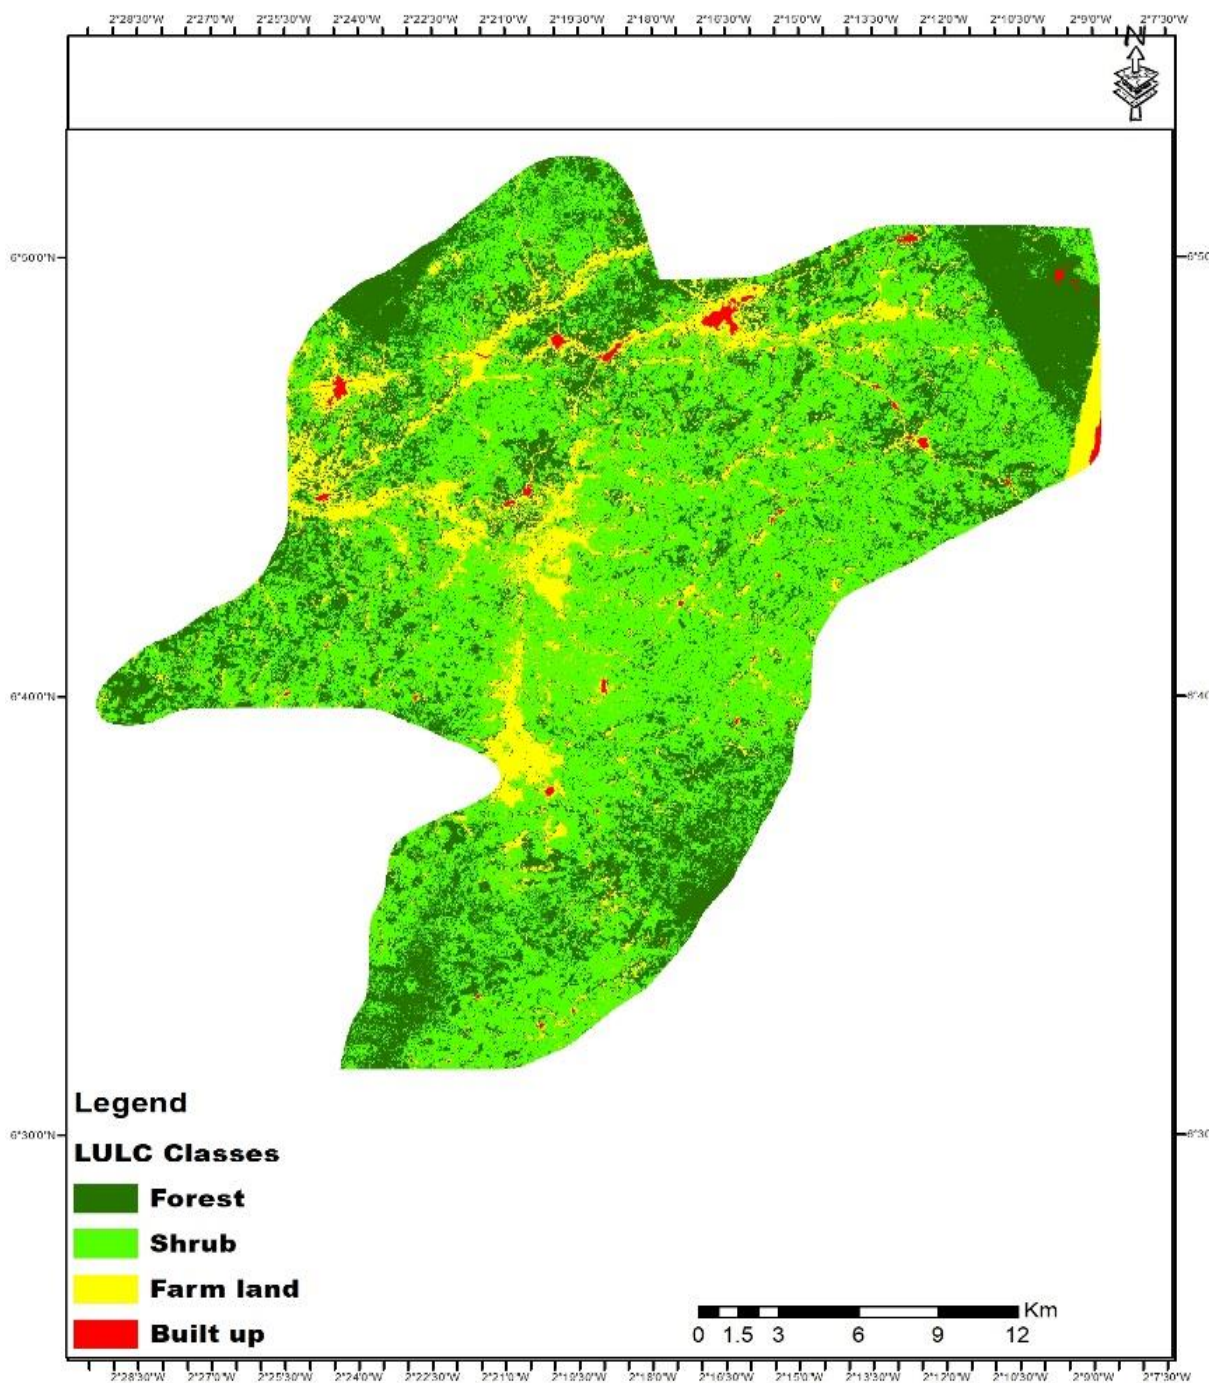 2°28'30"W 2°27'0"W 2°25'30"W 2°24'0"W 2°22'30"W 2°21'0"W 2°19'30"W 2°18'0"W 2°16'30"W 2°15'0"W 2°13'30"W 2°12'0"W 2°10'30"W 2°9'0"W 2°7'30"W
N
6°50'0"N 6°50
6°40'0"N 6°40
Legend
6°30'0"N 6°30
LULC Classes
Forest
Shrub
Farm land
Built up
Km
0 1.5 3 6 9 12
2°28'30"W 2°27'0"W 2°25'30"W 2°24'0"W 2°22'30"W 2°21'0"W 2°19'30"W 2°18'0"W 2°16'30"W 2°15'0"W 2°13'30"W 2°12'0"W 2°10'30"W 2°9'0"W 2°7'30"W